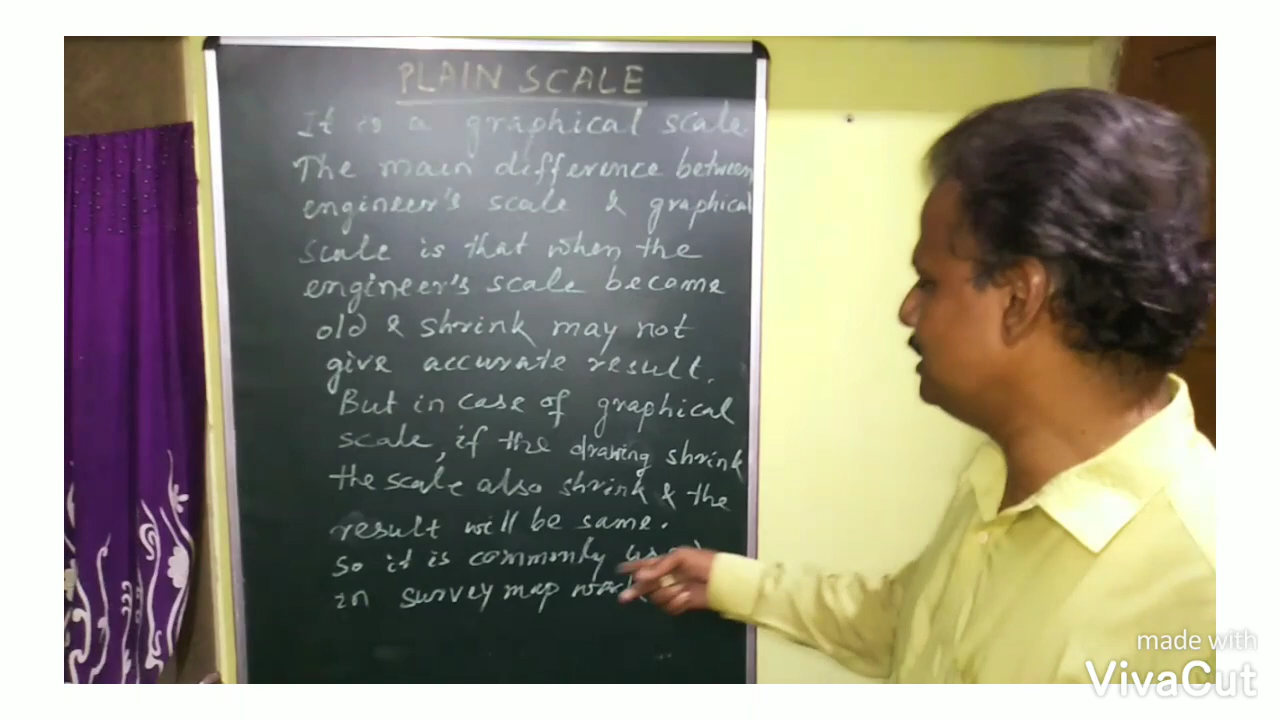 PLAIN SCALE
It is a graphical scale.
The main difference between
engineer's scale & graphical
scale is that when the
engineer's scale become
old & shrink may not
give accurate result.
But in case of graphical
scale, if the drawing shrink
the scale also shrink & the
result will be same.
So it is commonly used
in survey map work
made with
VivaCut